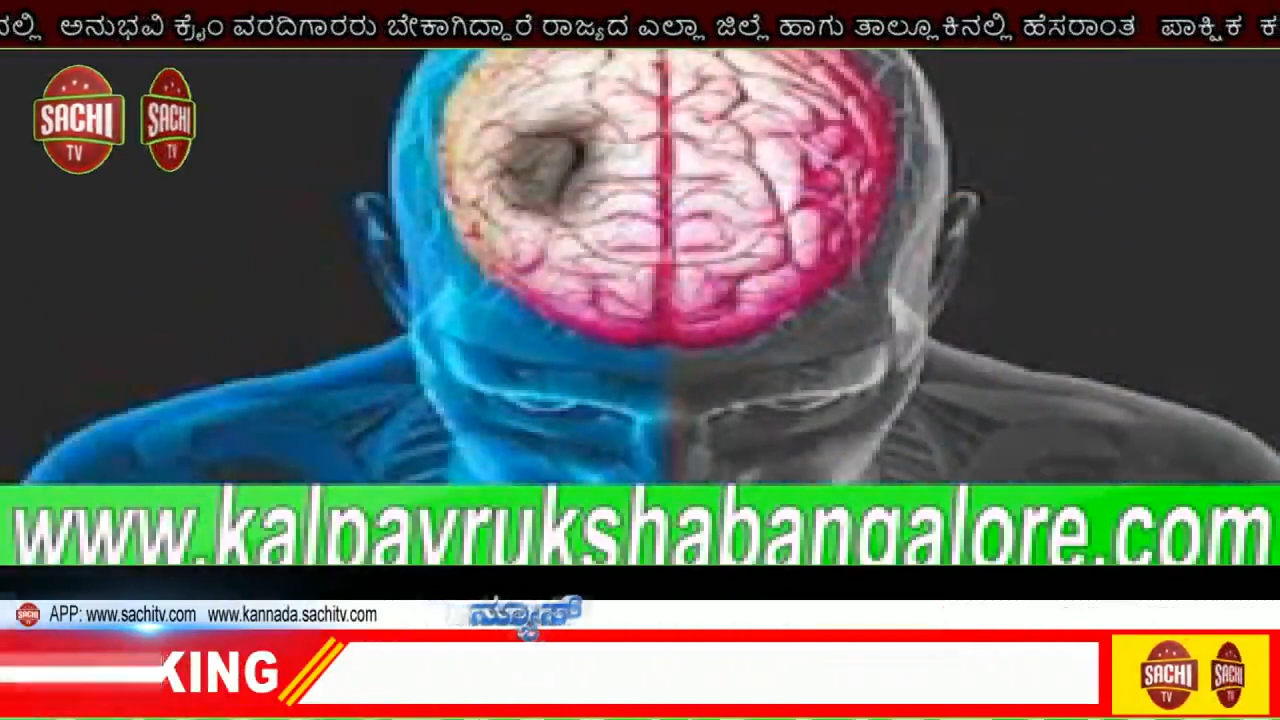 ನಲ್ಲಿ ಅನುಭವಿ ಕ್ರೈಂ ವರದಿಗಾರರು ಬೇಕಾಗಿದ್ದಾರೆ ರಾಜ್ಯದ ಎಲ್ಲಾ ಜಿಲ್ಲೆ ಹಾಗು ತಾಲ್ಲೂಕಿನಲ್ಲಿ ಹೆಸರಾಂತ ಪಾಕ್ಷಿಕ ಕ
SACHI TV SACHI TV
www.kalpavrukshabangalore.com
SACHI APP: www.sachitv.com www.kannada.sachitv.com ನ್ಯೂಸ್
KING
SACHI TV SACHI TV